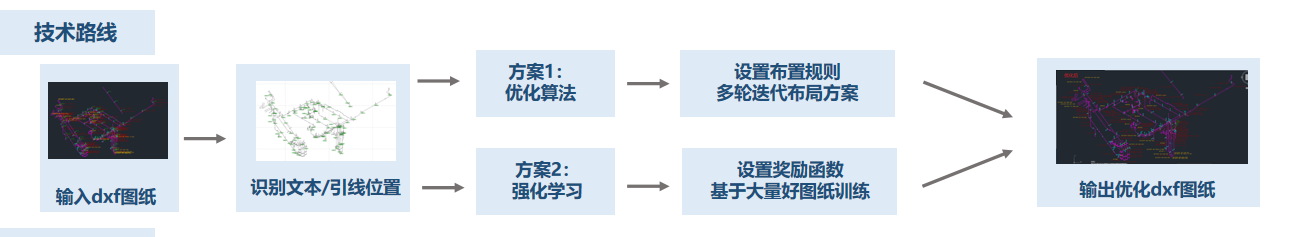 技术路线
输入dxf图纸
识别文本/引线位置
方案1：
优化算法
设置布置规则
多轮迭代布局方案
方案2：
强化学习
设置奖励函数
基于大量好图纸训练
输出优化dxf图纸